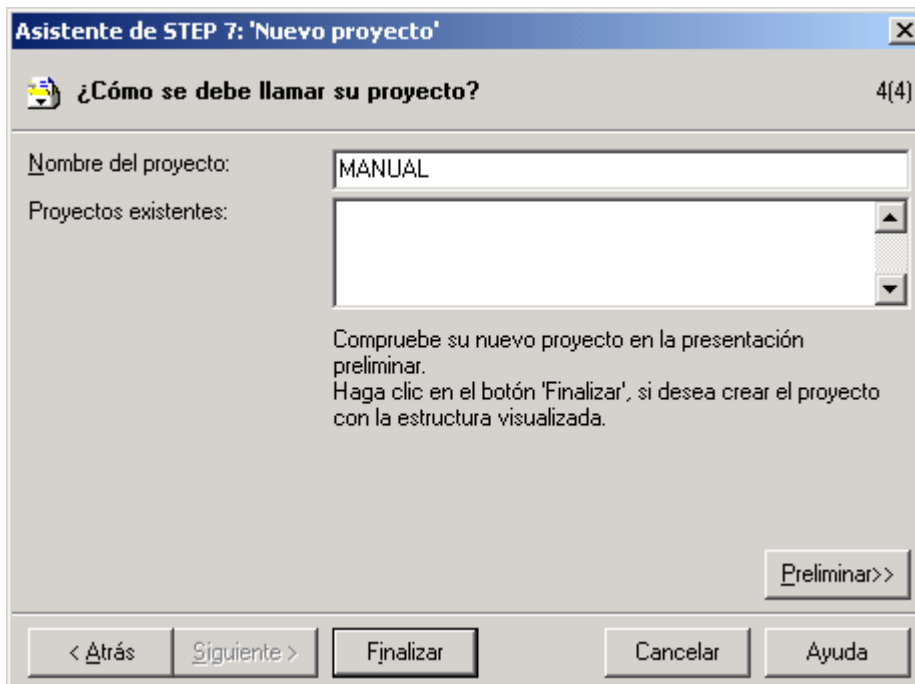 Asistente de STEP 7: 'Nuevo proyecto'
¿Cómo se debe llamar su proyecto?
4(4)
Nombre del proyecto:
MANUAL
Proyectos existentes:
Compruebe su nuevo proyecto en la presentación
preliminar.
Haga clic en el botón 'Finalizar', si desea crear el proyecto
con la estructura visualizada.
Preliminar>>
< Atrás
Siguiente >
Finalizar
Cancelar
Ayuda